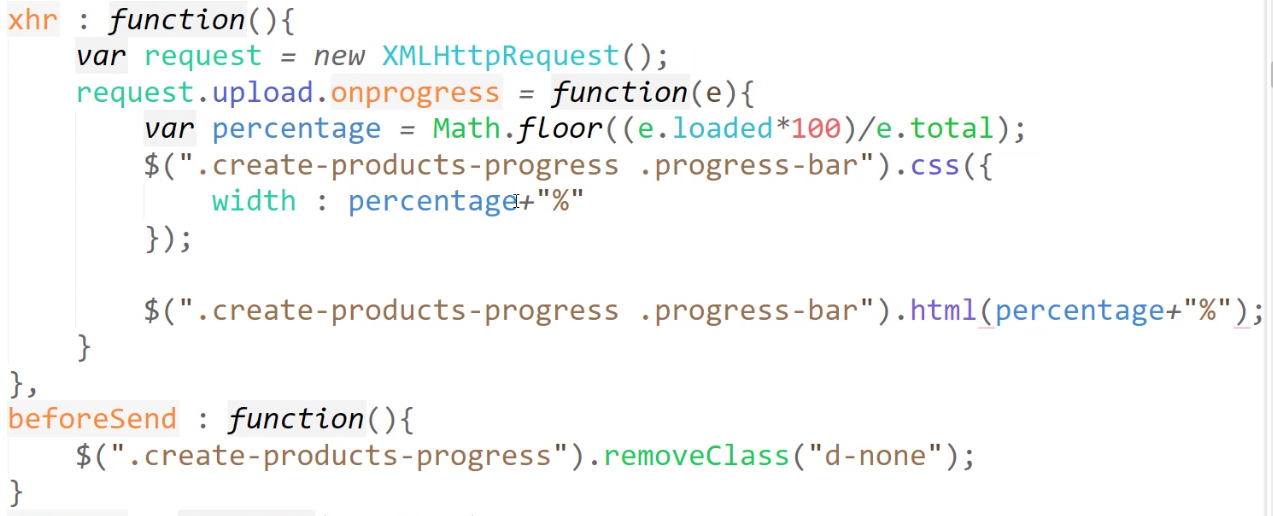 xhr : function(){
var request = new XMLHttpRequest();
request.upload.onprogress = function(e){
var percentage = Math.floor((e.loaded*100)/e.total);
$(".create-products-progress .progress-bar").css({
width : percentage+"%"
});
$(".create-products-progress .progress-bar").html(percentage+"%");
}
},
beforeSend : function(){
$(".create-products-progress").removeClass("d-none");
}